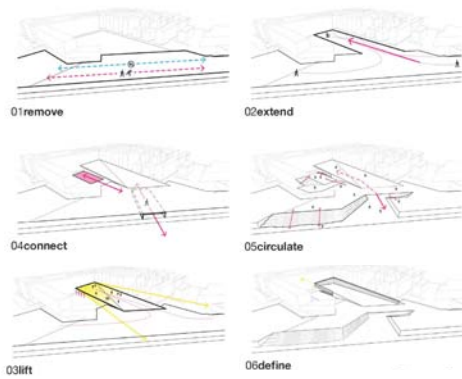 01remove
02extend
04connect
05circulate
03lift
06define